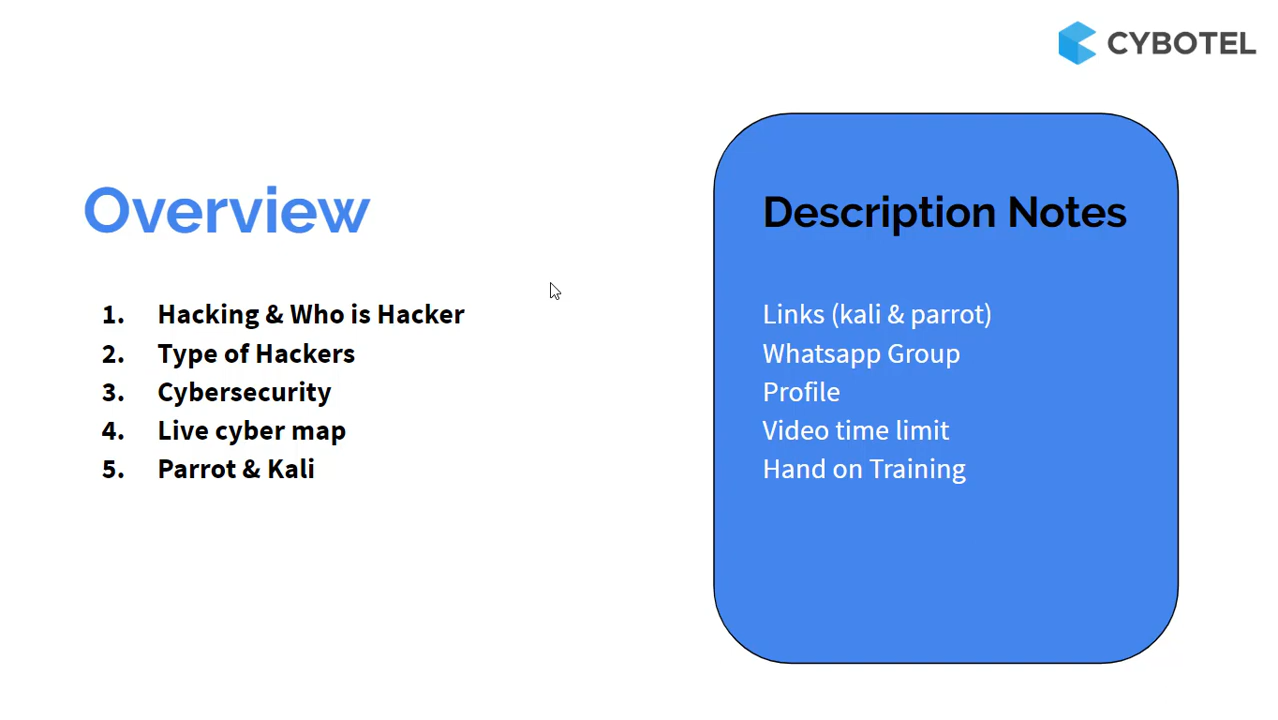 CYBOTEL
Overview
1. Hacking & Who is Hacker
2. Type of Hackers
3. Cybersecurity
4. Live cyber map
5. Parrot & Kali
Description Notes
Links (kali & parrot)
Whatsapp Group
Profile
Video time limit
Hand on Training